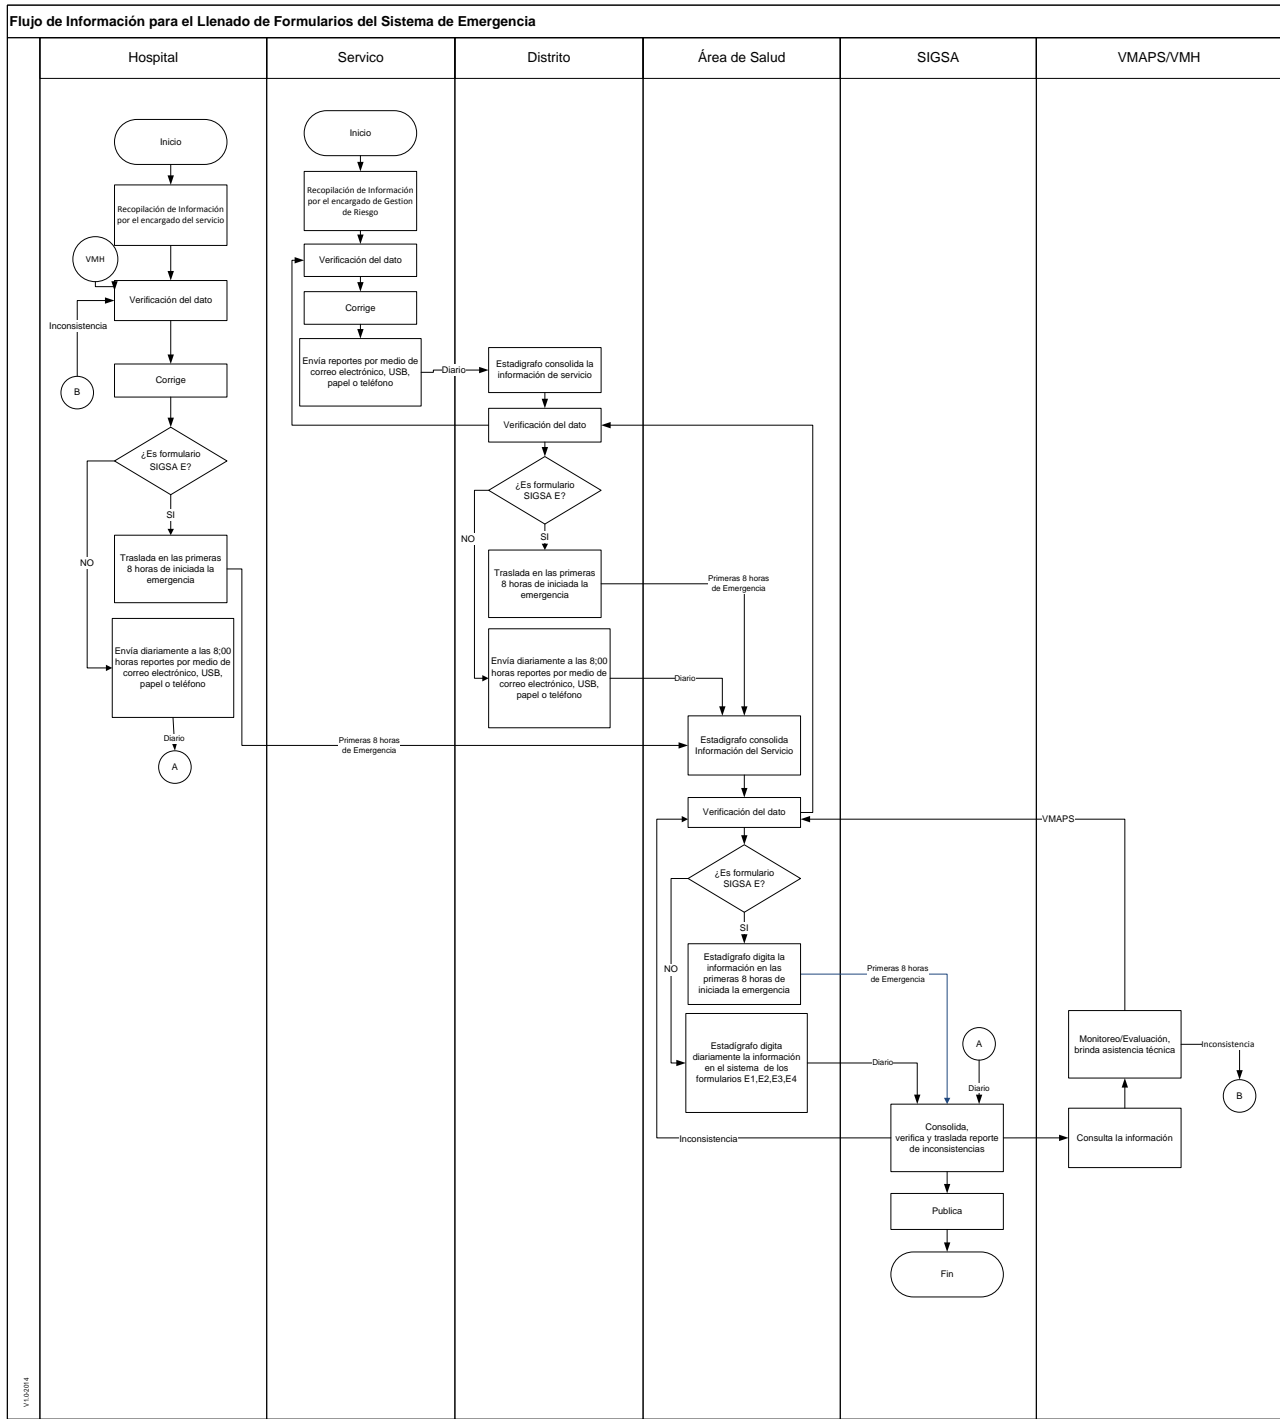 Flujo de Información para el Llenado de Formularios del Sistema de Emergencia
Hospital
Servico
Distrito
Área de Salud
SIGSA
VMAPS/VMH
Inicio
Recopilación de Información
por el encargado del servicio
VMH
Verificación del dato
Inconsistencia
B
Corrige
¿Es formulario
SIGSA E?
SI
NO
Traslada en las primeras
8 horas de iniciada la
emergencia
Envía diariamente a las 8;00
horas reportes por medio de
correo electrónico, USB,
papel o teléfono
Diario
A
Inicio
Recopilación de Información
por el encargado de Gestion
de Riesgo
Verificación del dato
Corrige
Envía reportes por medio de
correo electrónico, USB,
papel o teléfono
Diario
Primeras 8 horas
de Emergencia
Estadigrafo consolida la
información de servicio
Verificación del dato
¿Es formulario
SIGSA E?
SI
NO
Traslada en las primeras
8 horas de iniciada la
emergencia
Envía diariamente a las 8;00
horas reportes por medio de
correo electrónico, USB,
papel o teléfono
Primeras 8 horas
de Emergencia
Diario
Estadigrafo consolida
Información del Servicio
Verificación del dato
¿Es formulario
SIGSA E?
SI
NO
Estadígrafo digita la
información en las
primeras 8 horas de
iniciada la emergencia
Estadígrafo digita
diariamente la información
en el sistema de los
formularios E1,E2,E3,E4
Inconsistencia
Primeras 8 horas
de Emergencia
Diario
A
Diario
Consolida,
verifica y traslada reporte
de inconsistencias
Publica
Fin
VMAPS
Monitoreo/Evaluación,
brinda asistencia técnica
Inconsistencia
B
Consulta la información
V1.0-2014